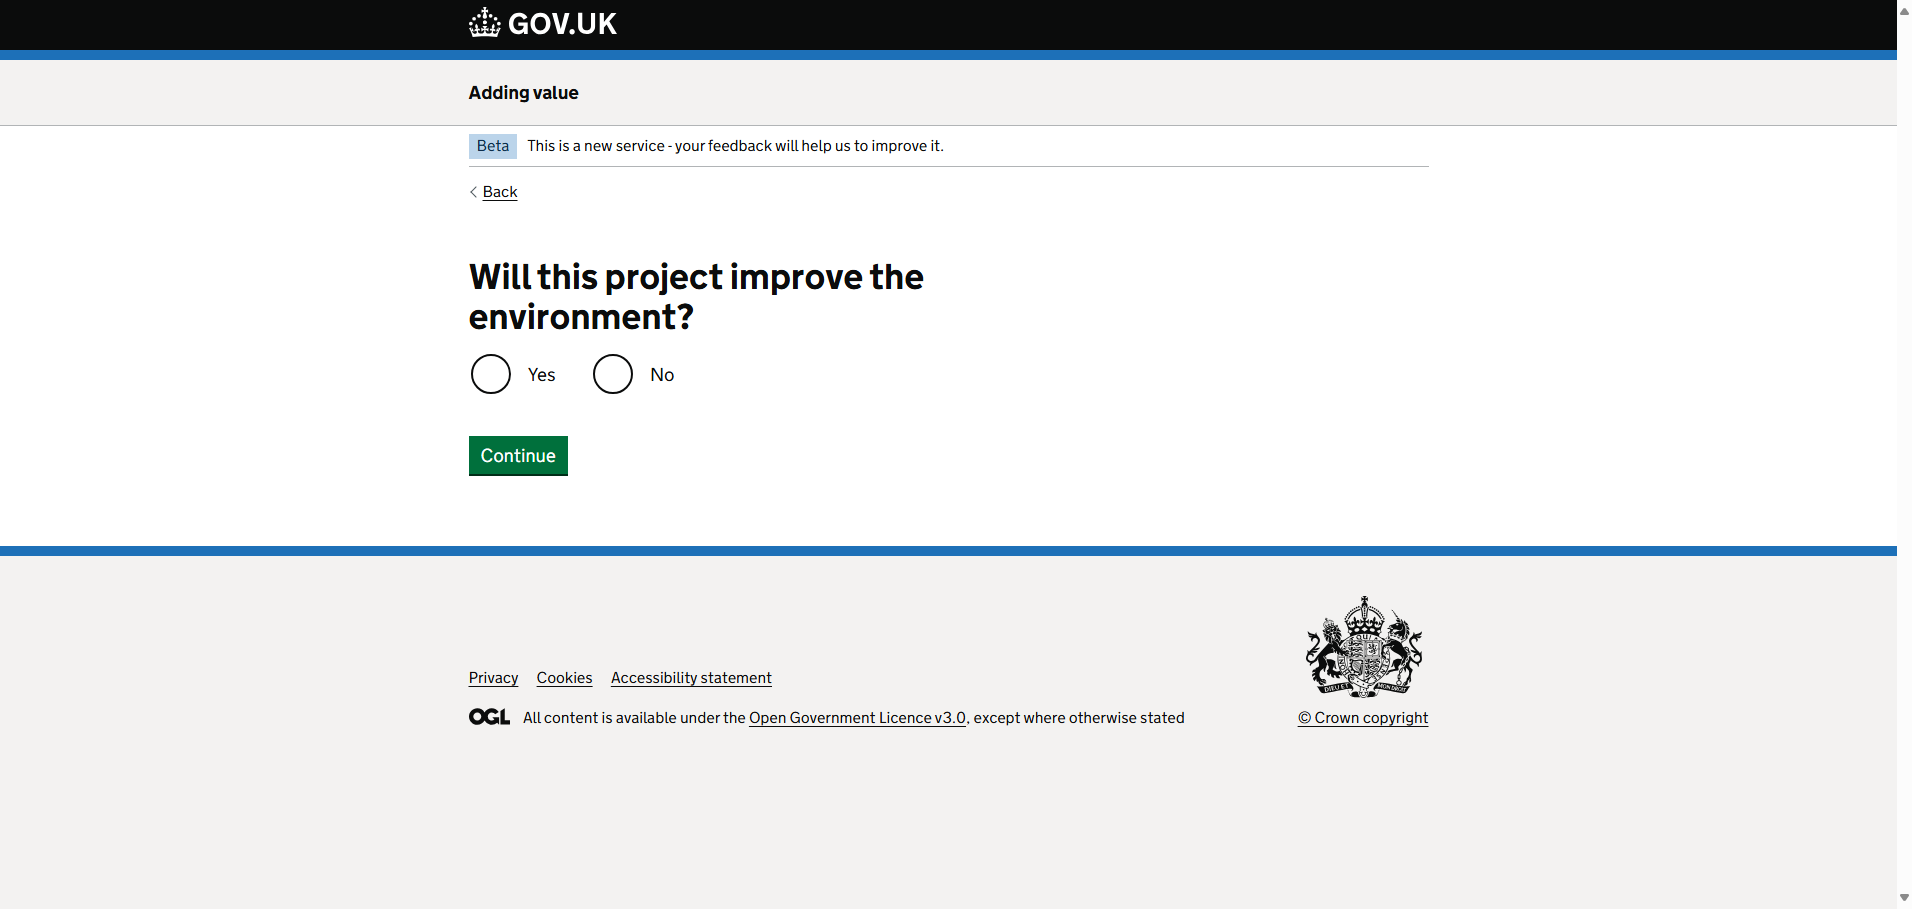 GOV.UK
Adding value
Beta This is a new service - your feedback will help us to improve it.
Back
Will this project improve the
environment?
Yes No
Continue
Privacy Cookies Accessibility statement
OGL All content is available under the Open Government Licence v3.0, except where otherwise stated
© Crown copyright